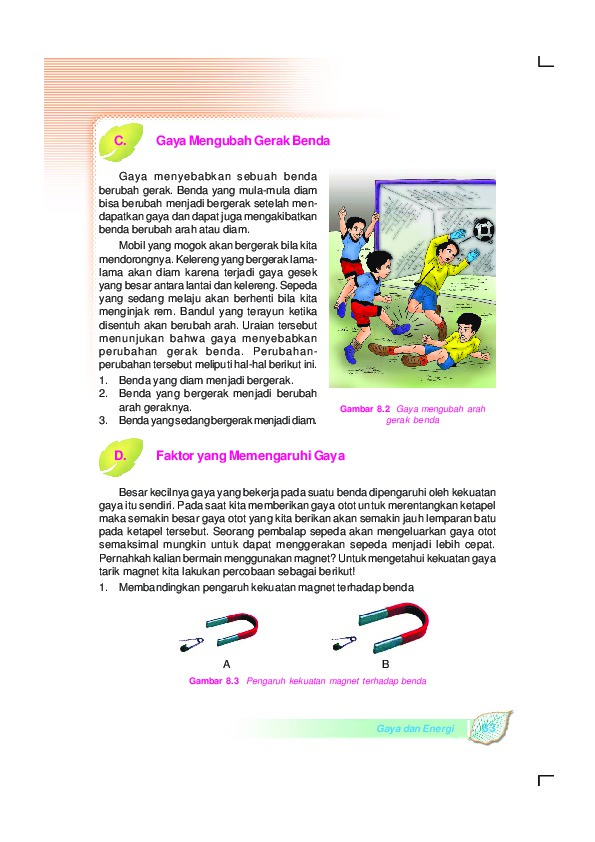 C. Gaya Mengubah Gerak Benda
Gaya menyebabkan sebuah benda
berubah gerak. Benda yang mula-mula diam
bisa berubah menjadi bergerak setelah men-
dapatkan gaya dan dapat juga mengakibatkan
benda berubah arah atau diam.
Mobil yang mogok akan bergerak bila kita
mendorongnya. Kelereng yang bergerak lama-
lama akan diam karena terjadi gaya gesek
yang besar antara lantai dan kelereng. Sepeda
yang sedang melaju akan berhenti bila kita
menginjak rem. Bandul yang terayun ketika
disentuh akan berubah arah. Uraian tersebut
menunjukan bahwa gaya menyebabkan
perubahan gerak benda. Perubahan-
perubahan tersebut meliputi hal-hal berikut ini.
1. Benda yang diam menjadi bergerak.
2. Benda yang bergerak menjadi berubah
arah geraknya.
3. Benda yang sedang bergerak menjadi diam.
Gambar 8.2 Gaya mengubah arah
gerak benda
D. Faktor yang Memengaruhi Gaya
Besar kecilnya gaya yang bekerja pada suatu benda dipengaruhi oleh kekuatan
gaya itu sendiri. Pada saat kita memberikan gaya otot untuk merentangkan ketapel
maka semakin besar gaya otot yang kita berikan akan semakin jauh lemparan batu
pada ketapel tersebut. Seorang pembalap sepeda akan mengeluarkan gaya otot
semaksimal mungkin untuk dapat menggerakan sepeda menjadi lebih cepat.
Pernahkah kalian bermain menggunakan magnet? Untuk mengetahui kekuatan gaya
tarik magnet kita lakukan percobaan sebagai berikut!
1. Membandingkan pengaruh kekuatan magnet terhadap benda
A B
Gambar 8.3 Pengaruh kekuatan magnet terhadap benda
Gaya dan Energi